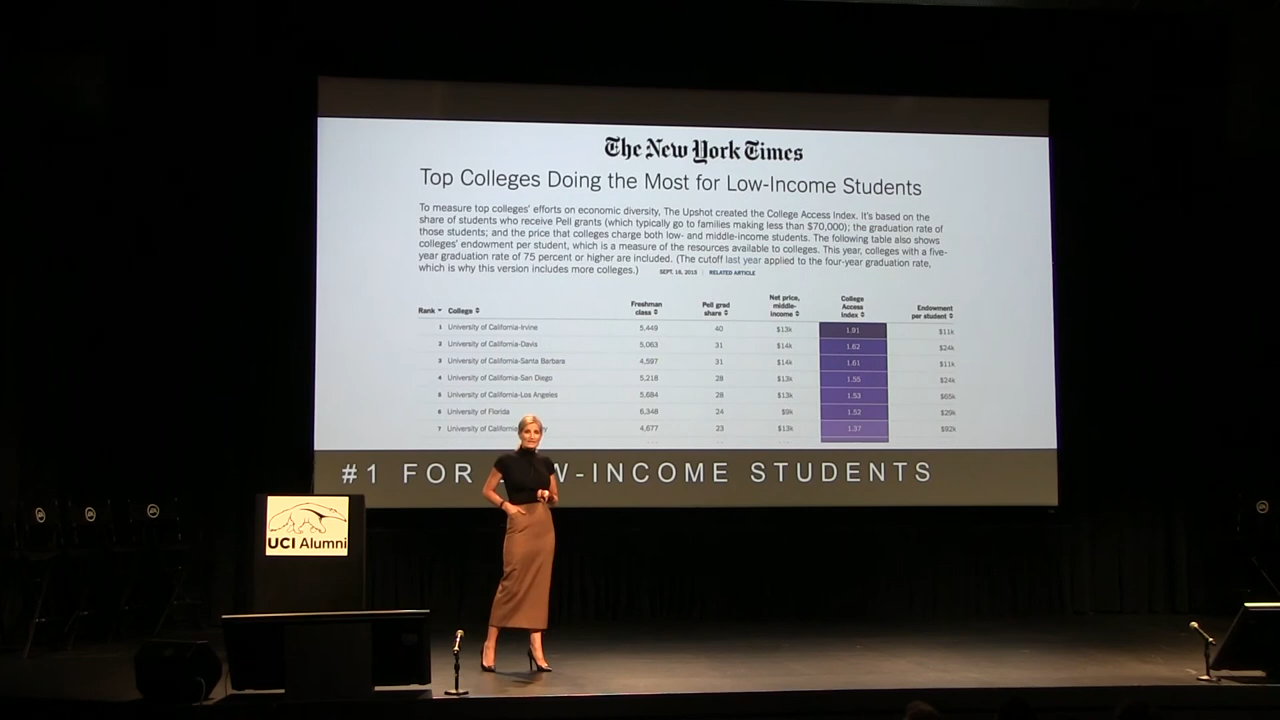 The New York Times
Top Colleges Doing the Most for Low-Income Students
To measure top colleges' efforts on economic diversity, The Upshot created the College Access Index. It's based on the
share of students who receive Pell grants (which typically go to families making less than $70,000); the graduation rate of
those students; and the price that colleges charge both low- and middle-income students. The following table also shows
colleges' endowment per student, which is a measure of the resources available to colleges. This year, colleges with a five-
year graduation rate of 75 percent or higher are included. (The cutoff last year applied to the four-year graduation rate,
which is why this version includes more colleges.) SEPT. 16, 2015 | RELATED ARTICLE
Rank College Freshman class Pell grad share Net price, middle-income College Access Index Endowment per student
1 University of California-Irvine 5,449 40 $13k 1.91 $11k
2 University of California-Davis 5,063 31 $14k 1.62 $24k
3 University of California-Santa Barbara 4,597 31 $14k 1.61 $11k
4 University of California-San Diego 5,218 28 $13k 1.55 $24k
5 University of California-Los Angeles 5,684 28 $13k 1.53 $65k
6 University of Florida 6,348 24 $9k 1.52 $29k
7 University of California 4,677 23 $13k 1.37 $92k
#1 FOR W-INCOME STUDENTS
UCI Alumni
EA
EA
EA
EA